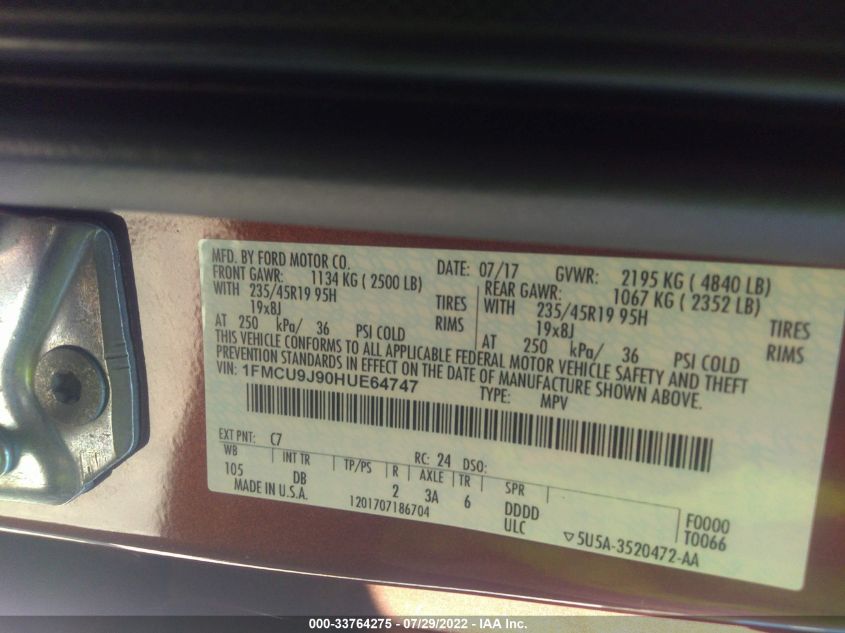 MFD. BY FORD MOTOR CO. DATE: 07/17 GVWR: 2195 KG ( 4840 LB)
FRONT GAWR: 1134 KG ( 2500 LB) REAR GAWR: 1067 KG ( 2352 LB)
WITH 235/45R19 95H TIRES WITH 235/45R19 95H TIRES
19x8J RIMS 19x8J RIMS
AT 250 kPa/ 36 PSI COLD AT 250 kPa/ 36 PSI COLD
THIS VEHICLE CONFORMS TO ALL APPLICABLE FEDERAL MOTOR VEHICLE SAFETY AND THEFT
PREVENTION STANDARDS IN EFFECT ON THE DATE OF MANUFACTURE SHOWN ABOVE.
VIN: 1FMCU9J90HUE64747 TYPE: MPV
EXT PNT: C7 RC: 24 DSO:
WB INT TR TP/PS R AXLE TR SPR
105 DB 2 3A 6 DDDD F0000
MADE IN U.S.A. 1201707186704 ULC T0066
▽5U5A-3520472-AA
000-33764275 - 07/29/2022 - IAA Inc.